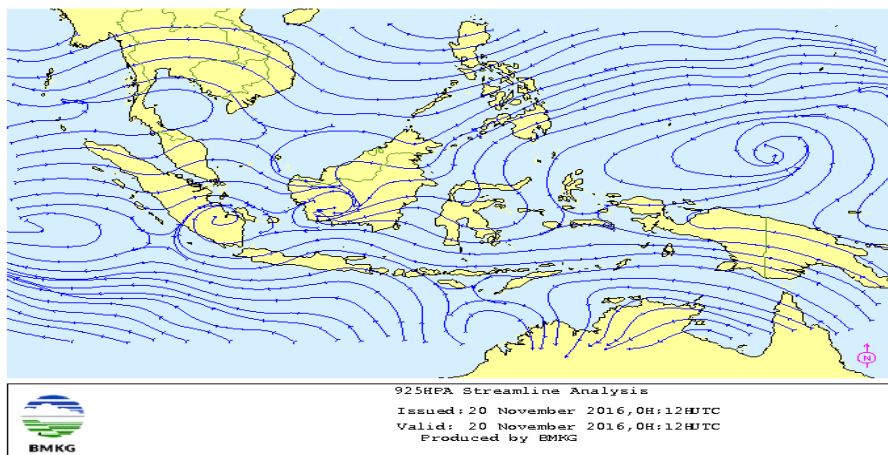 N
925HPA Streamline Analysis
Issued: 20 November 2016,0H:12HUTC
Valid: 20 November 2016,0H:12HUTC
Produced by BMKG
BMKG